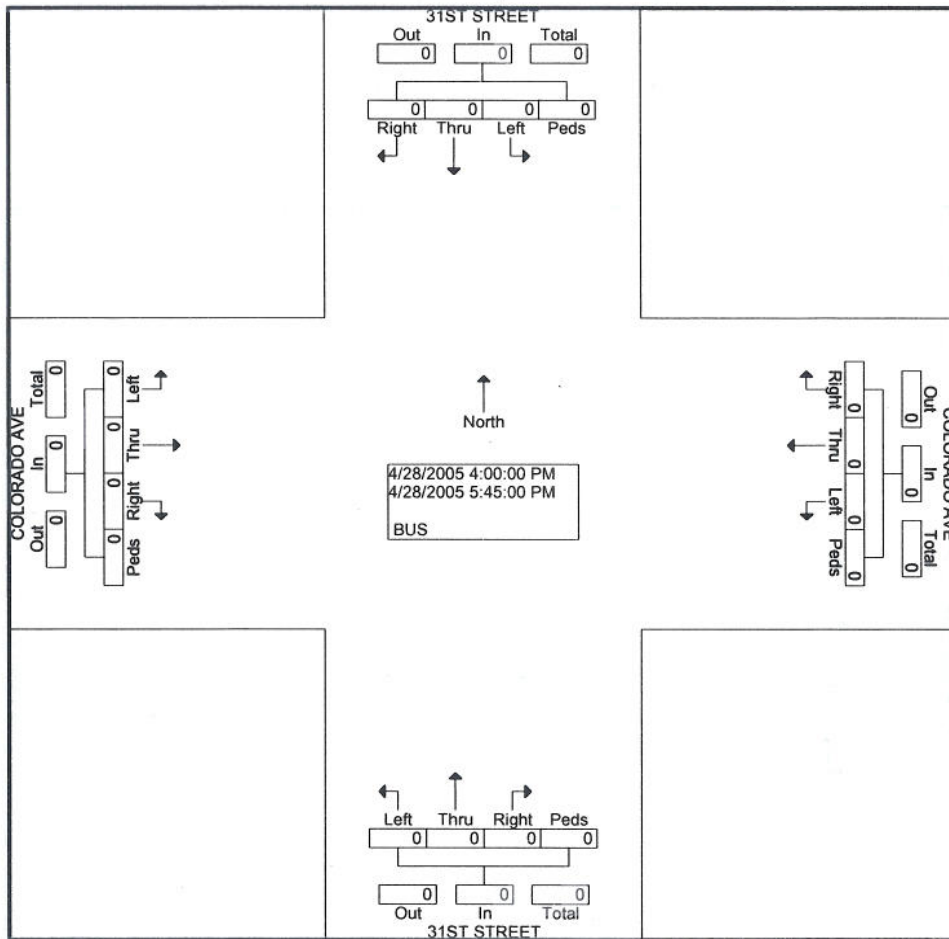 31ST STREET
Out In Total
0 0 0
0 0 0 0
Right Thru Left Peds
COLORADO AVE
Total In Out
0 0 0
0 0 0 0
Left Thru Right Peds
North
4/28/2005 4:00:00 PM
4/28/2005 5:45:00 PM
BUS
Right Thru Left Peds
0 0 0 0
Out In Total
0 0 0
COLORADO AVE
Left Thru Right Peds
0 0 0 0
0 0 0
Out In Total
31ST STREET